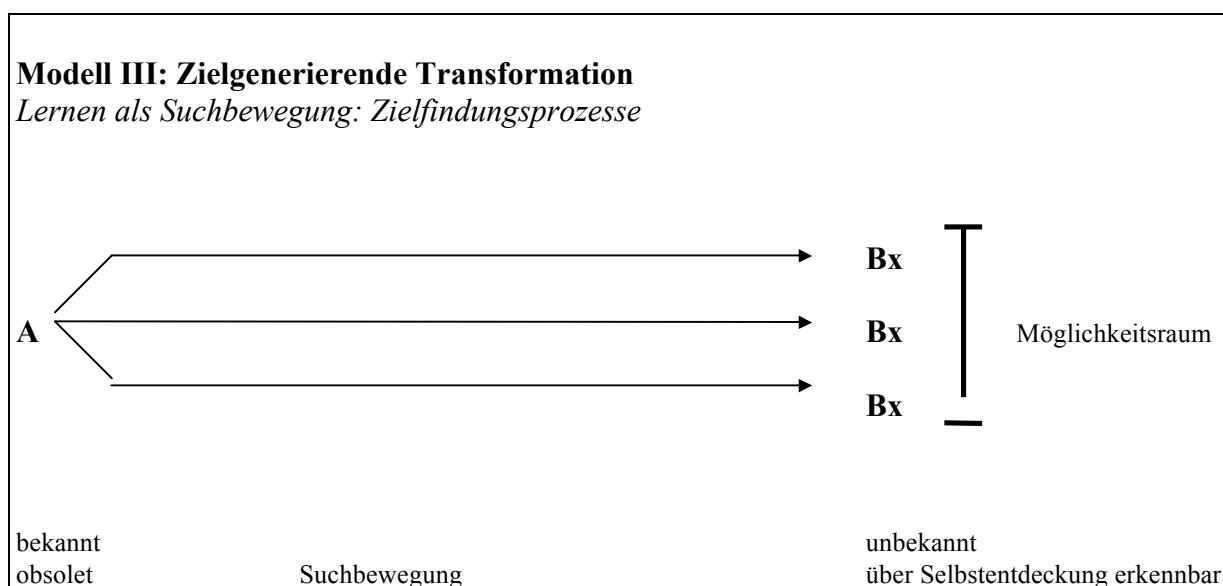 Modell III: Zielgenerierende Transformation
Lernen als Suchbewegung: Zielfindungsprozesse
Bx
A Bx Möglichkeitsraum
Bx
bekannt unbekannt
obsolet Suchbewegung über Selbstentdeckung erkennbar